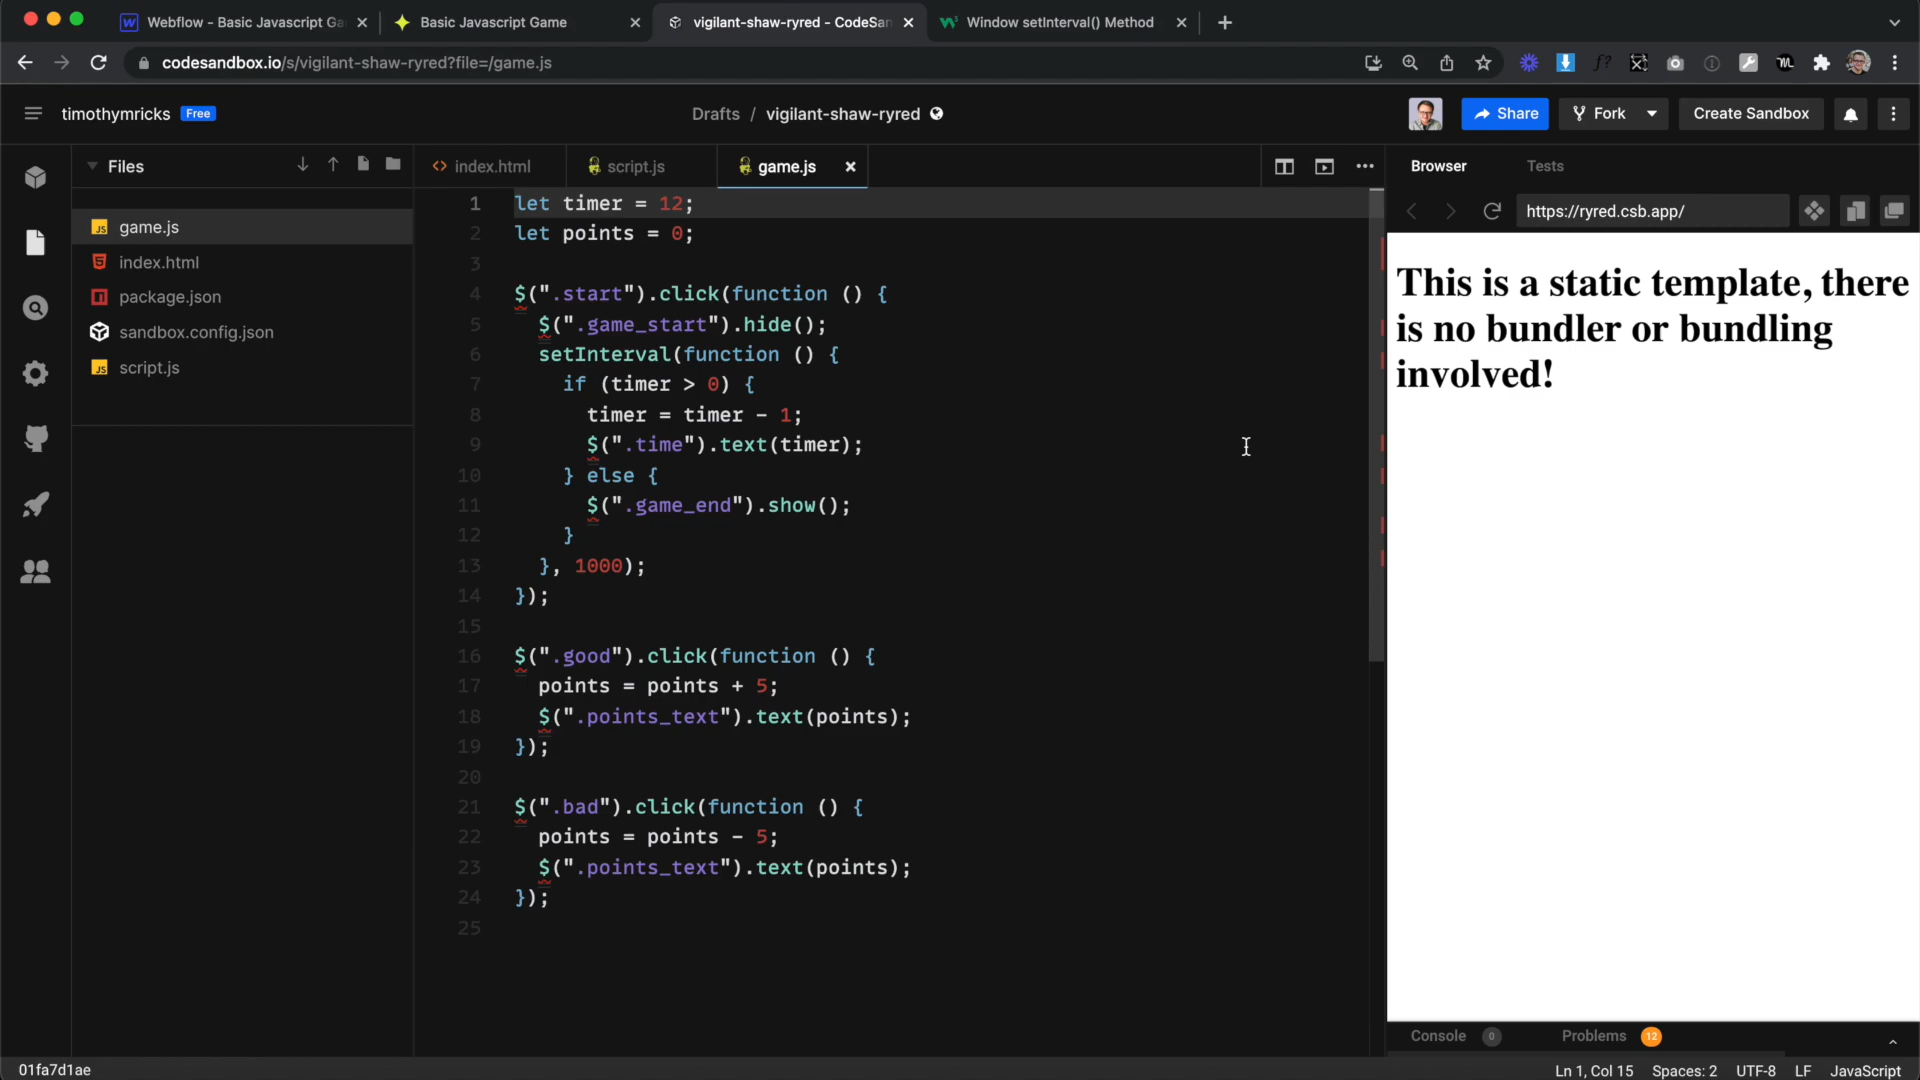 Webflow - Basic Javascript Ga
Basic Javascript Game
vigilant-shaw-ryred - CodeSan
Window setInterval() Method
codesandbox.io/s/vigilant-shaw-ryred?file=/game.js
timothymricks Free
Drafts / vigilant-shaw-ryred
Share
Fork
Create Sandbox
Files
index.html
script.js
game.js
Browser
Tests
https://ryred.csb.app/
game.js
index.html
package.json
sandbox.config.json
script.js
1 let timer = 12;
2 let points = 0;
3
4 $(".start").click(function () {
5 $(".game_start").hide();
6 setInterval(function () {
7 if (timer > 0) {
8 timer = timer - 1;
9 $(".time").text(timer);
10 } else {
11 $(".game_end").show();
12 }
13 }, 1000);
14 });
15
16 $(".good").click(function () {
17 points = points + 5;
18 $(".points_text").text(points);
19 });
20
21 $(".bad").click(function () {
22 points = points - 5;
23 $(".points_text").text(points);
24 });
25
This is a static template, there
is no bundler or bundling
involved!
Console 0
Problems 12
01fa7d1ae
Ln 1, Col 15 Spaces: 2 UTF-8 LF JavaScript